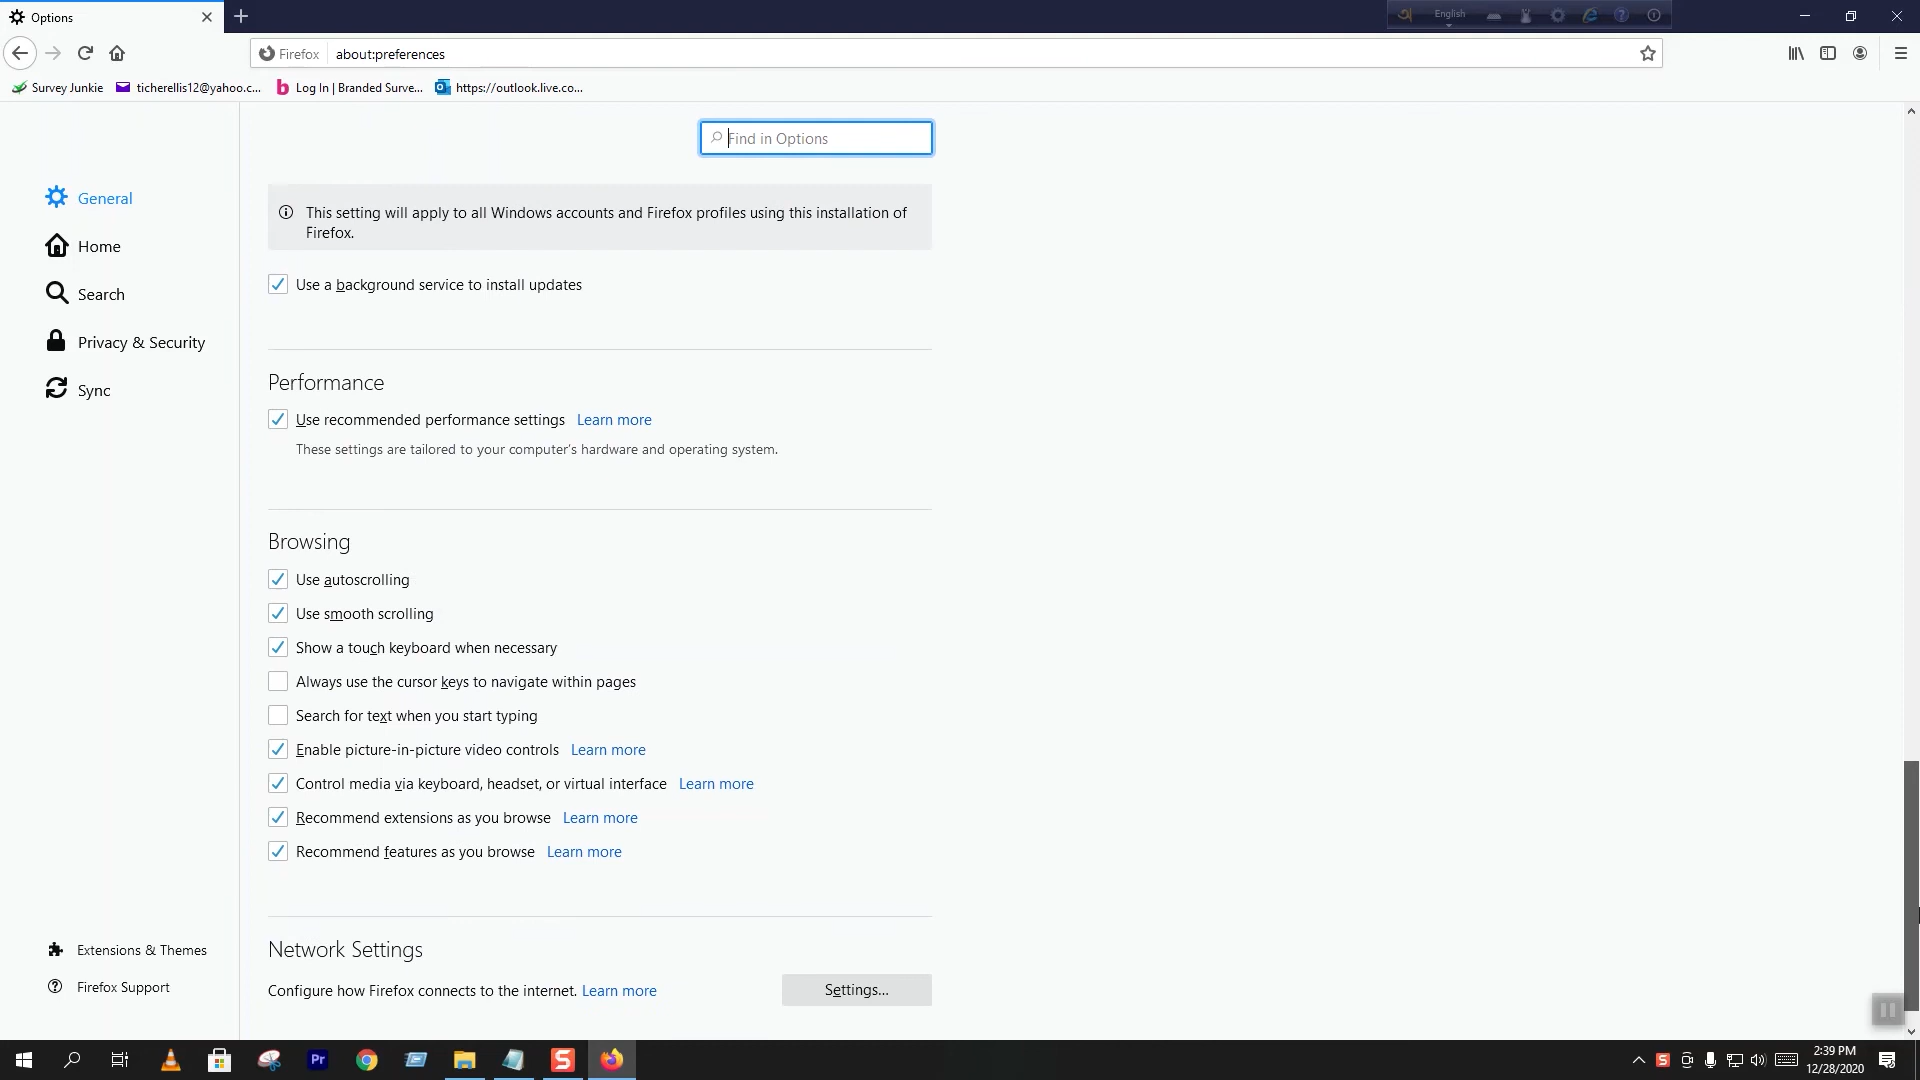 Options
English
Firefox
about:preferences
Survey Junkie
ticherellis12@yahoo.c...
Log In | Branded Surve...
https://outlook.live.co...
Find in Options
General
Home
Search
Privacy & Security
Sync
Extensions & Themes
Firefox Support
This setting will apply to all Windows accounts and Firefox profiles using this installation of
Firefox.
Use a background service to install updates
Performance
Use recommended performance settings Learn more
These settings are tailored to your computer's hardware and operating system.
Browsing
Use autoscrolling
Use smooth scrolling
Show a touch keyboard when necessary
Always use the cursor keys to navigate within pages
Search for text when you start typing
Enable picture-in-picture video controls Learn more
Control media via keyboard, headset, or virtual interface Learn more
Recommend extensions as you browse Learn more
Recommend features as you browse Learn more
Network Settings
Configure how Firefox connects to the internet. Learn more
Settings...
Pr
S
S
2:39 PM
12/28/2020